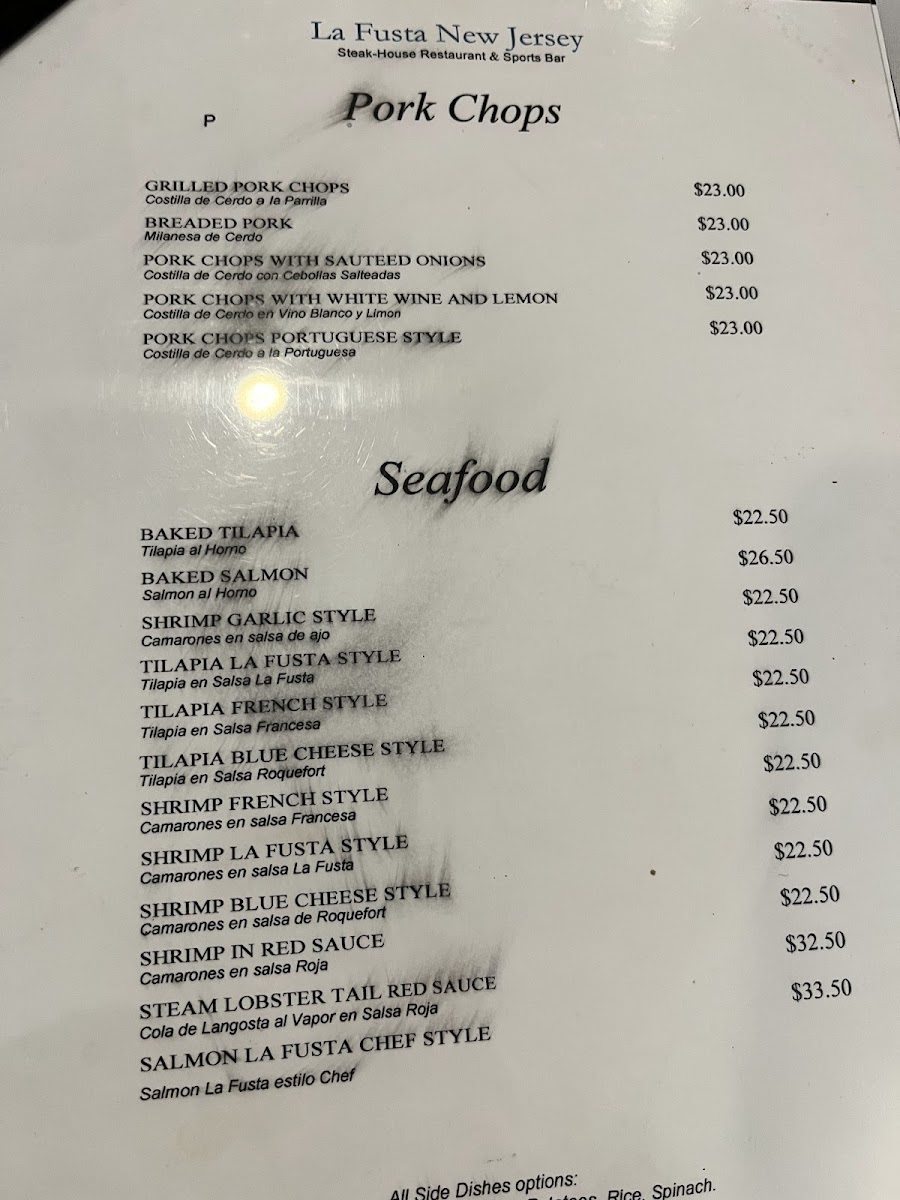 La Fusta New Jersey
Steak-House Restaurant & Sports Bar
P
Pork Chops
GRILLED PORK CHOPS $23.00
Costilla de Cerdo a la Parrilla
BREADED PORK $23.00
Milanesa de Cerdo
PORK CHOPS WITH SAUTEED ONIONS $23.00
Costilla de Cerdo con Cebollas Salteadas
PORK CHOPS WITH WHITE WINE AND LEMON $23.00
Costilla de Cerdo en Vino Blanco y Limon
PORK CHOPS PORTUGUESE STYLE $23.00
Costilla de Cerdo a la Portuguesa
Seafood
BAKED TILAPIA $22.50
Tilapia al Horno
BAKED SALMON $26.50
Salmon al Horno
SHRIMP GARLIC STYLE $22.50
Camarones en salsa de ajo
TILAPIA LA FUSTA STYLE $22.50
Tilapia en Salsa La Fusta
TILAPIA FRENCH STYLE $22.50
Tilapia en Salsa Francesa
TILAPIA BLUE CHEESE STYLE $22.50
Tilapia en Salsa Roquefort
SHRIMP FRENCH STYLE $22.50
Camarones en salsa Francesa
SHRIMP LA FUSTA STYLE $22.50
Camarones en salsa La Fusta
SHRIMP BLUE CHEESE STYLE $22.50
Camarones en salsa de Roquefort
SHRIMP IN RED SAUCE $22.50
Camarones en salsa Roja
STEAM LOBSTER TAIL RED SAUCE $32.50
Cola de Langosta al Vapor en Salsa Roja
SALMON LA FUSTA CHEF STYLE $33.50
Salmon La Fusta estilo Chef
All Side Dishes options:
Rice, Spinach.